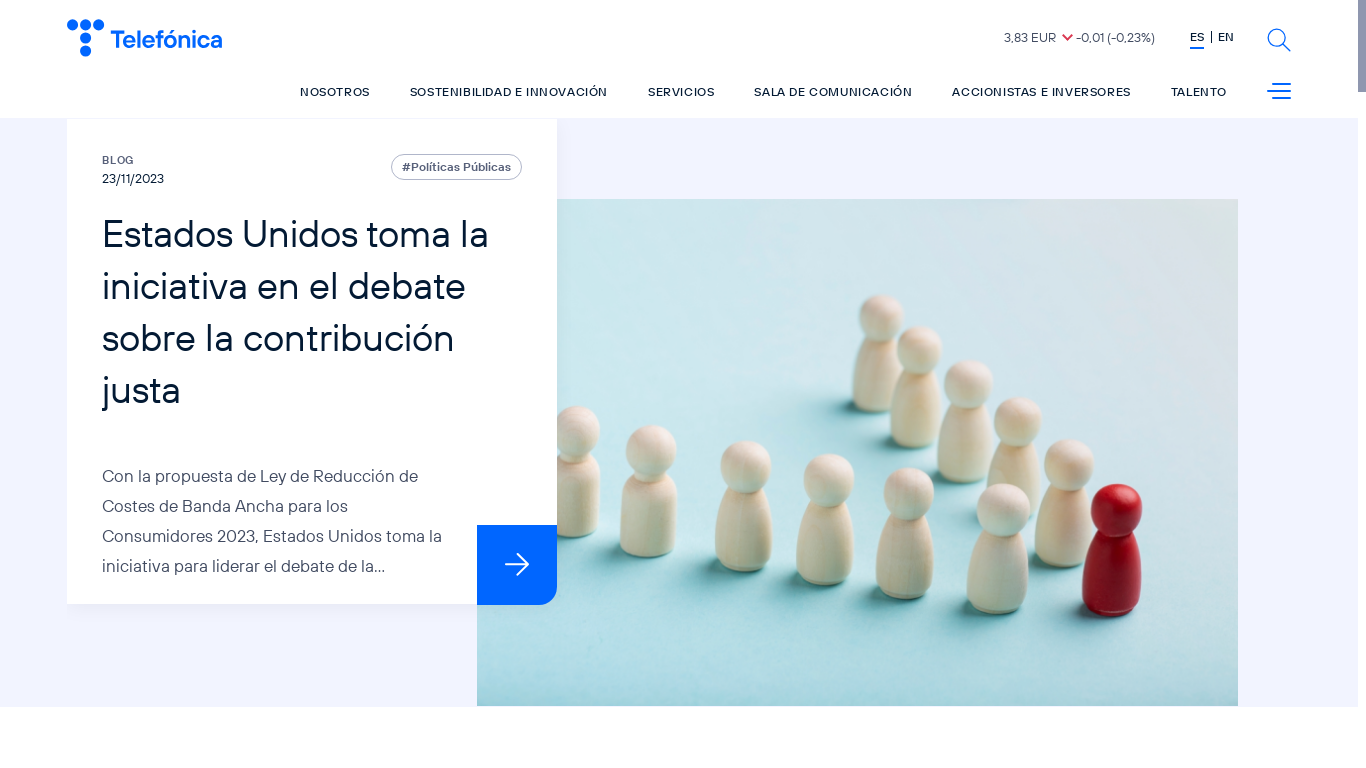 Telefónica
3,83 EUR -0,01 (-0,23%)
ES | EN
NOSOTROS SOSTENIBILIDAD E INNOVACIÓN SERVICIOS SALA DE COMUNICACIÓN ACCIONISTAS E INVERSORES TALENTO
BLOG
23/11/2023
#Políticas Públicas
Estados Unidos toma la
iniciativa en el debate
sobre la contribución
justa
Con la propuesta de Ley de Reducción de
Costes de Banda Ancha para los
Consumidores 2023, Estados Unidos toma la
iniciativa para liderar el debate de la...